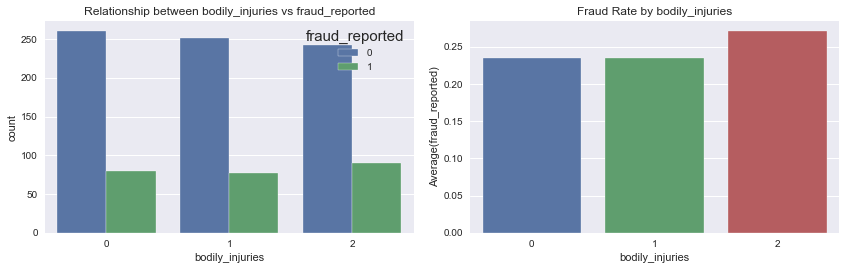 Relationship between bodily_injuries vs fraud_reported
count
250
200
150
100
50
0
fraud_reported
0
1
0 1 2
bodily_injuries
Fraud Rate by bodily_injuries
Average(fraud_reported)
0.25
0.20
0.15
0.10
0.05
0.00
0 1 2
bodily_injuries